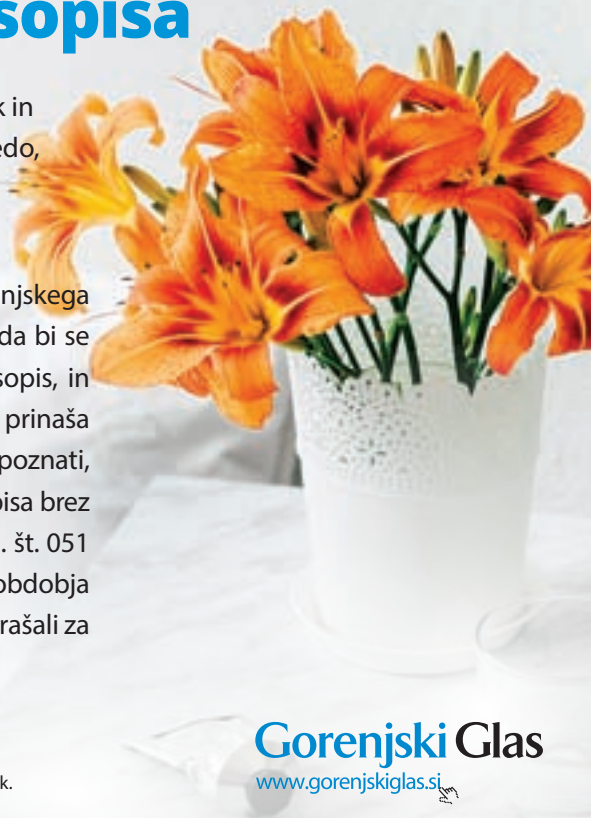 sopisa
k in
edo,
njskega
da bi se
sopis, in
prinaša
poznati,
pisa brez
. št. 051
obdobja
rašali za
k.
Gorenjski Glas
www.gorenjskiglas.si